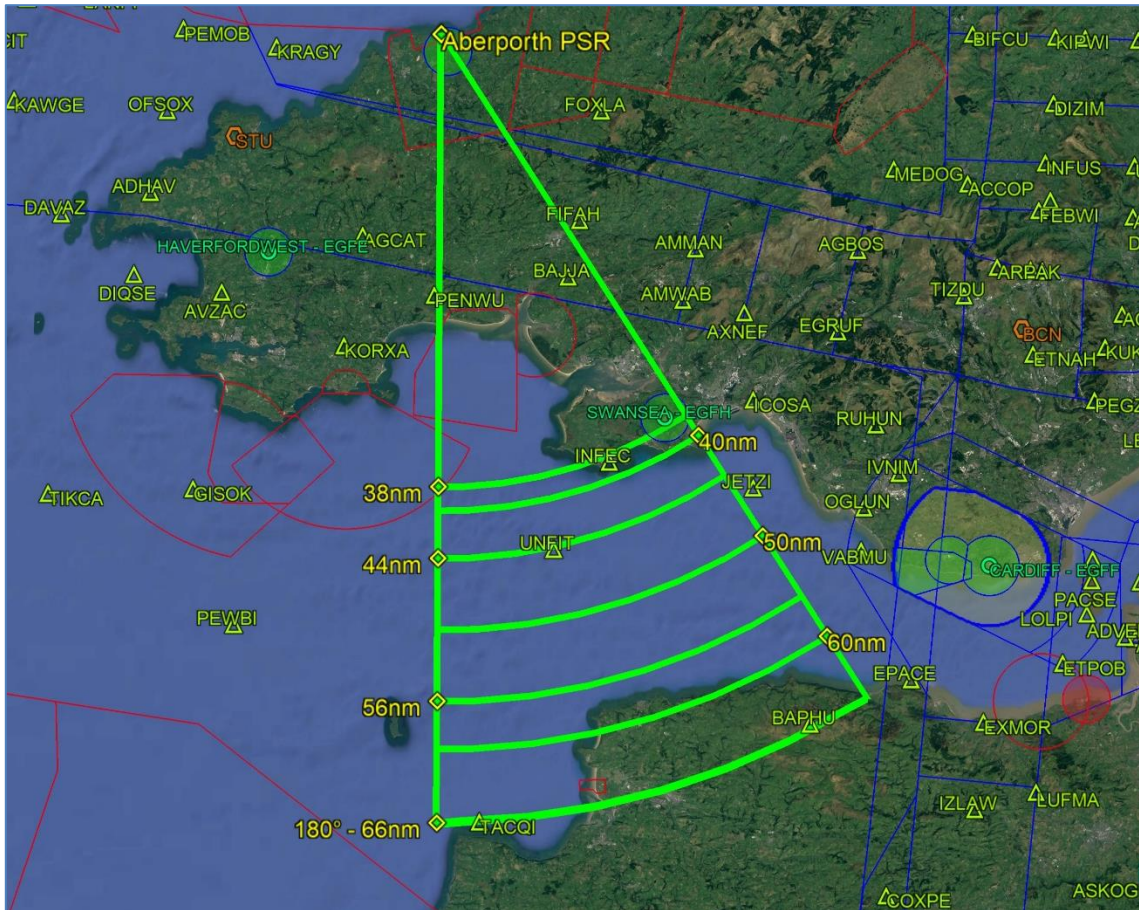 PEMOB
KRAGY
Aberporth PSR
BIFCU
KIPWI
KAWGE
OFSOX
FOXLA
DIZIM
STU
MEDOG
INFUS
ACCOP
ADHAV
DAVAZ
FIFAH
FEBWI
HAVERFORDWEST - EGFE
AGCAT
AMMAN
AGBOS
DIQSE
BAJJA
ARPAK
AVZAC
PENWU
AMWAB
TIZDU
AXNEF
EGRUF
BCN
KORXA
ETNAH
KUK
ICOSA
PEGZ
SWANSEA - EGFH
RUHUN
40nm
INFEC
IVNIM
38nm
JETZI
TIKCA
GISOK
OGLUN
UNFIT
50nm
VABMU
44nm
CARDIFF - EGFF
PACSE
LOLPI
PEWBI
ADVE
60nm
ETPOB
EPACE
56nm
BAPHU
EXMOR
IZLAW
LUFMA
180° - 66nm
TACQI
COXPE
ASKOG